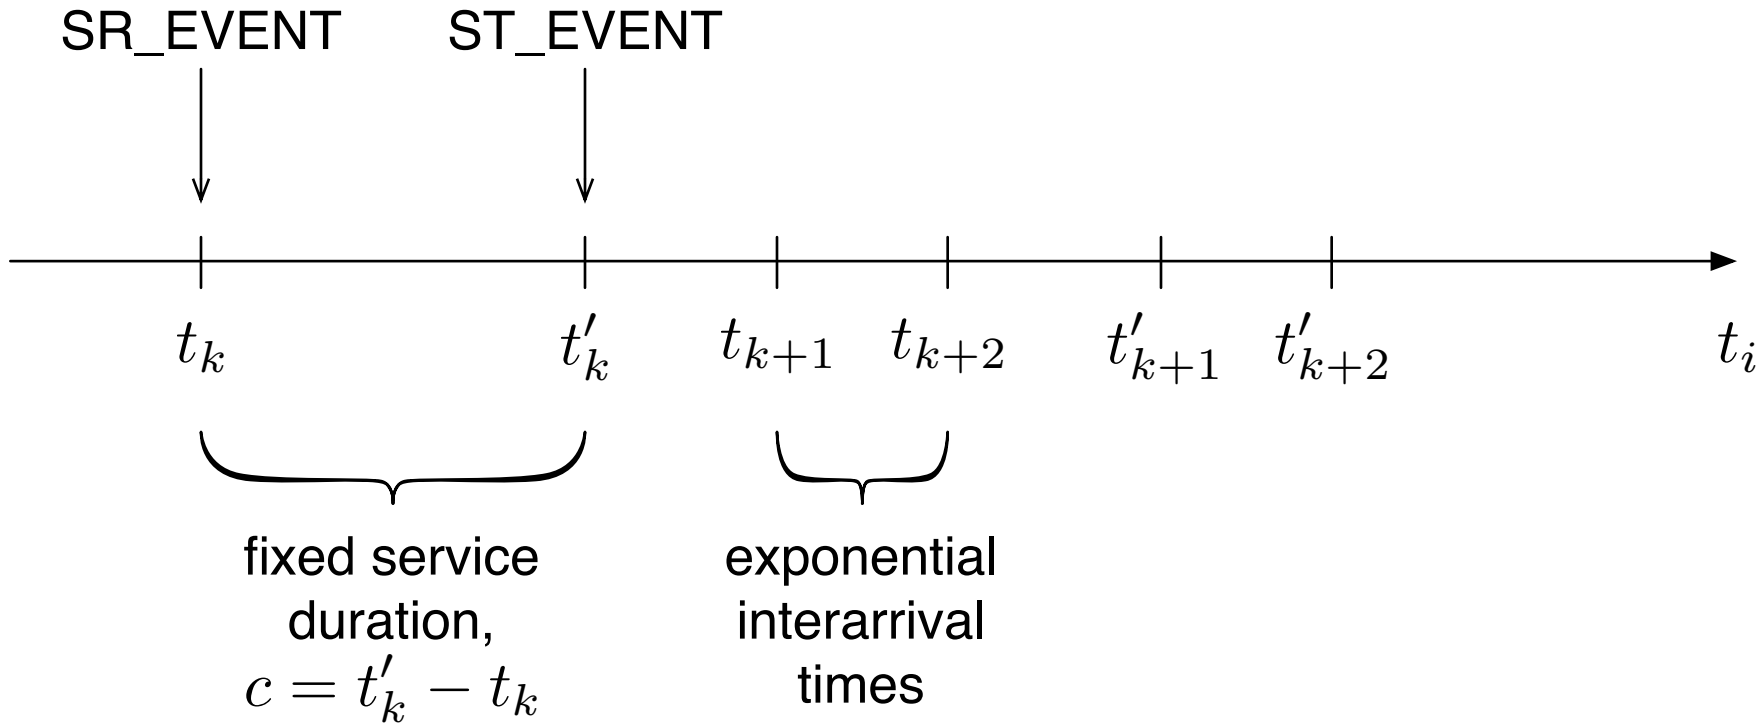 SR_EVENT ST_EVENT
t_k t'_k t_{k+1} t_{k+2} t'_{k+1} t'_{k+2} t_i
fixed service
duration,
c = t'_k − t_k
exponential
interarrival
times